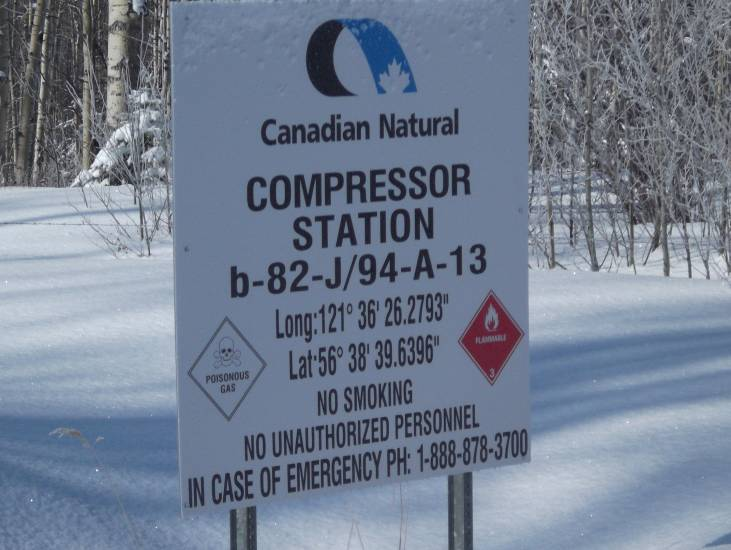 Canadian Natural
COMPRESSOR
STATION
b-82-J/94-A-13
Long:121° 36' 26.2793"
Lat:56° 38' 39.6396"
POISONOUS
GAS
FLAMMABLE
3
NO SMOKING
NO UNAUTHORIZED PERSONNEL
IN CASE OF EMERGENCY PH: 1-888-878-3700